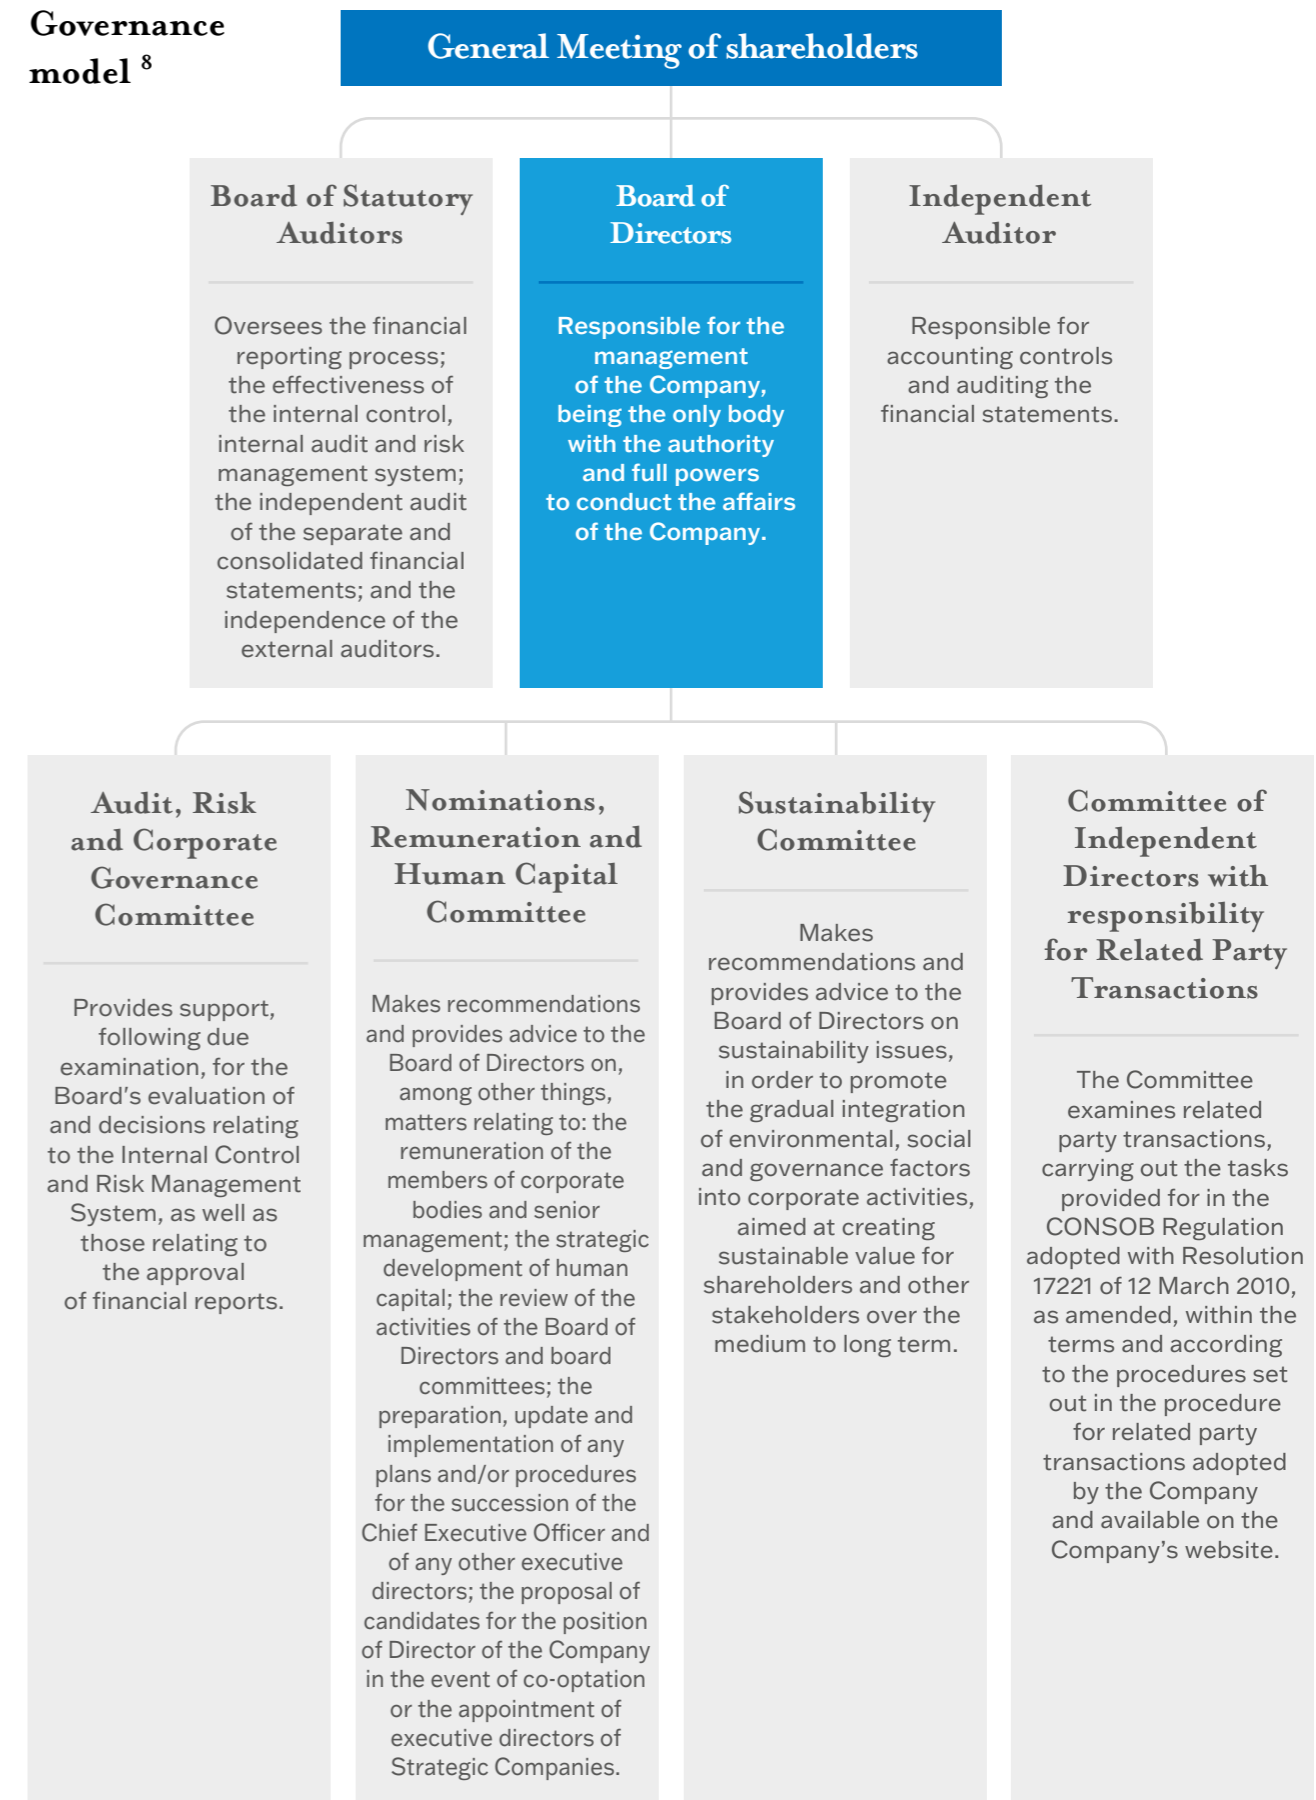 Governance
model 8
General Meeting of shareholders
Board of Statutory
Auditors
Oversees the financial
reporting process;
the effectiveness of
the internal control,
internal audit and risk
management system;
the independent audit
of the separate and
consolidated financial
statements; and the
independence of the
external auditors.
Board of
Directors
Responsible for the
management
of the Company,
being the only body
with the authority
and full powers
to conduct the affairs
of the Company.
Independent
Auditor
Responsible for
accounting controls
and auditing the
financial statements.
Audit, Risk
and Corporate
Governance
Committee
Provides support,
following due
examination, for the
Board's evaluation of
and decisions relating
to the Internal Control
and Risk Management
System, as well as
those relating to
the approval
of financial reports.
Nominations,
Remuneration and
Human Capital
Committee
Makes recommendations
and provides advice to the
Board of Directors on,
among other things,
matters relating to: the
remuneration of the
members of corporate
bodies and senior
management; the strategic
development of human
capital; the review of the
activities of the Board of
Directors and board
committees; the
preparation, update and
implementation of any
plans and/or procedures
for the succession of the
Chief Executive Officer and
of any other executive
directors; the proposal of
candidates for the position
of Director of the Company
in the event of co-optation
or the appointment of
executive directors of
Strategic Companies.
Sustainability
Committee
Makes
recommendations and
provides advice to the
Board of Directors on
sustainability issues,
in order to promote
the gradual integration
of environmental, social
and governance factors
into corporate activities,
aimed at creating
sustainable value for
shareholders and other
stakeholders over the
medium to long term.
Committee of
Independent
Directors with
responsibility
for Related Party
Transactions
The Committee
examines related
party transactions,
carrying out the tasks
provided for in the
CONSOB Regulation
adopted with Resolution
17221 of 12 March 2010,
as amended, within the
terms and according
to the procedures set
out in the procedure
for related party
transactions adopted
by the Company
and available on the
Company’s website.